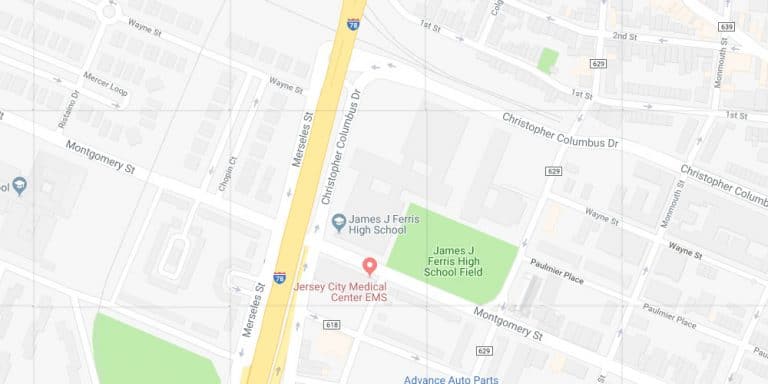 Wayne St
78
1st St
Colg
2nd St
Monmouth St
639
Mercer Loop
Ristaino Dr
Wayne St
629
1st St
1st St
Merseles St
Christopher Columbus Dr
Christopher Columbus Dr
Montgomery St
Chopin Ct
629
Christopher Columbus
ool
Monmouth St
James J Ferris
High School
Wayne St
Wayne St
James J
Ferris High
School Field
Paulmier Place
78
Jersey City Medical
Center EMS
Merseles St
Paulmier Place
Montgomery St
618
629
Advance Auto Parts